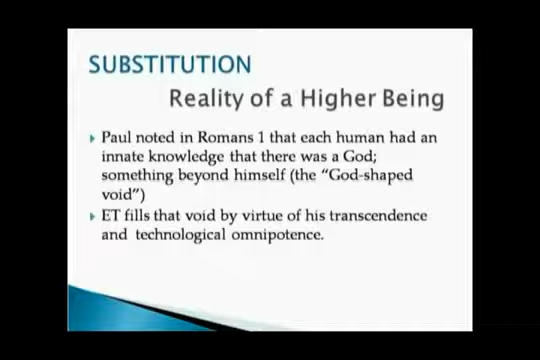 SUBSTITUTION
Reality of a Higher Being
Paul noted in Romans 1 that each human had an
innate knowledge that there was a God;
something beyond himself (the “God-shaped
void”)
ET fills that void by virtue of his transcendence
and technological omnipotence.